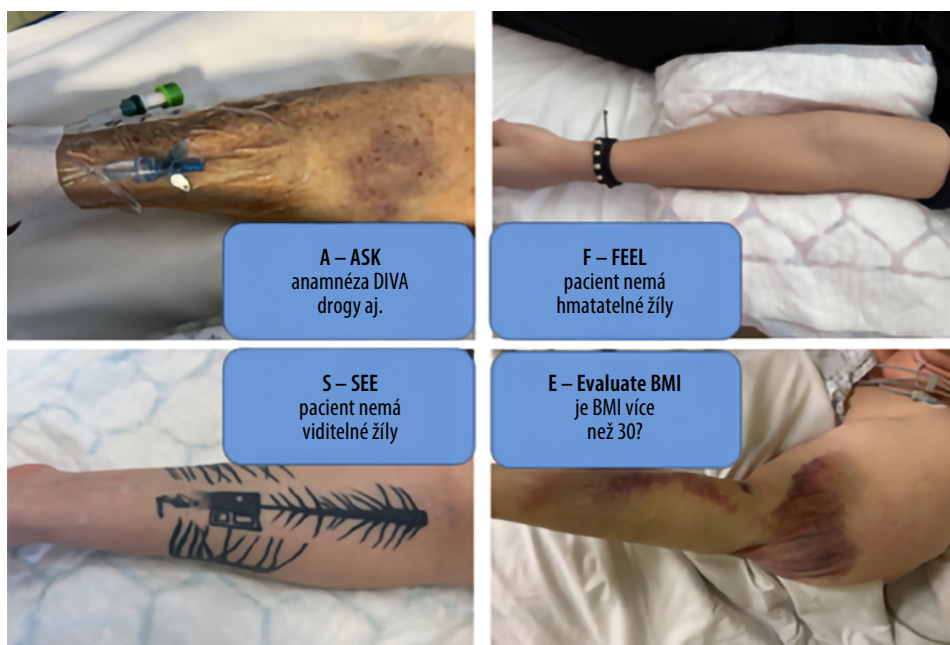 A – ASK
anamnéza DIVA
drogy aj.
F – FEEL
pacient nemá
hmatatelné žíly
S – SEE
pacient nemá
viditelné žíly
E – Evaluate BMI
je BMI více
než 30?